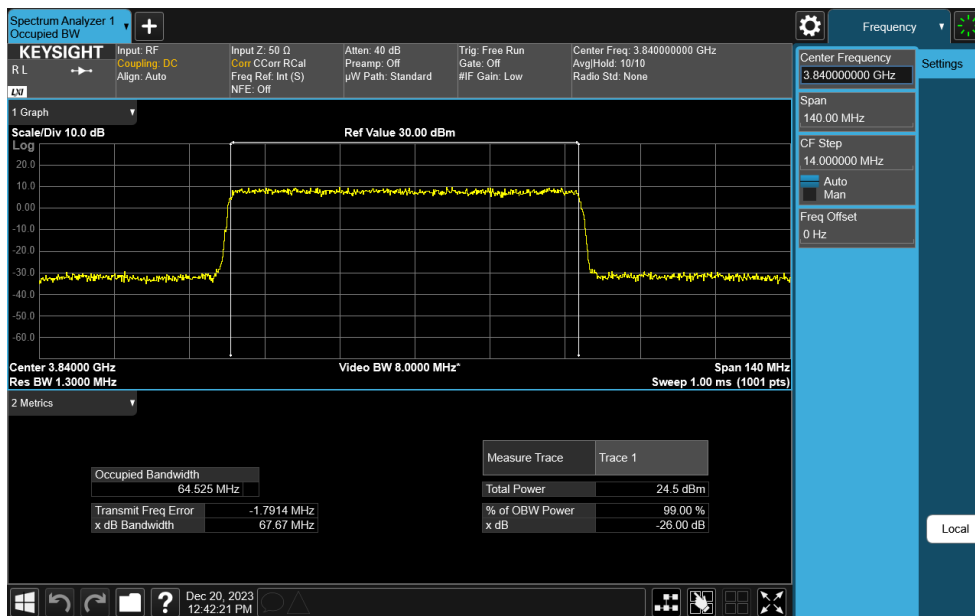 Spectrum Analyzer 1
Occupied BW
Frequency
KEYSIGHT
R L
LXI
Input: RF
Coupling: DC
Align: Auto
Input Z: 50 Ω
Corr CCorr RCal
Freq Ref: Int (S)
NFE: Off
Atten: 40 dB
Preamp: Off
µW Path: Standard
Trig: Free Run
Gate: Off
#IF Gain: Low
Center Freq: 3.840000000 GHz
Avg|Hold: 10/10
Radio Std: None
Center Frequency
3.840000000 GHz
Settings
Span
140.00 MHz
CF Step
14.000000 MHz
Auto
Man
Freq Offset
0 Hz
Local
1 Graph
Scale/Div 10.0 dB
Ref Value 30.00 dBm
Log
20.0
10.0
0.00
-10.0
-20.0
-30.0
-40.0
-50.0
-60.0
Center 3.84000 GHz
Video BW 8.0000 MHz*
Span 140 MHz
Res BW 1.3000 MHz
Sweep 1.00 ms (1001 pts)
2 Metrics
Occupied Bandwidth
64.525 MHz
Transmit Freq Error -1.7914 MHz
x dB Bandwidth 67.67 MHz
Measure Trace Trace 1
Total Power 24.5 dBm
% of OBW Power 99.00 %
x dB -26.00 dB
?
Dec 20, 2023
12:42:21 PM